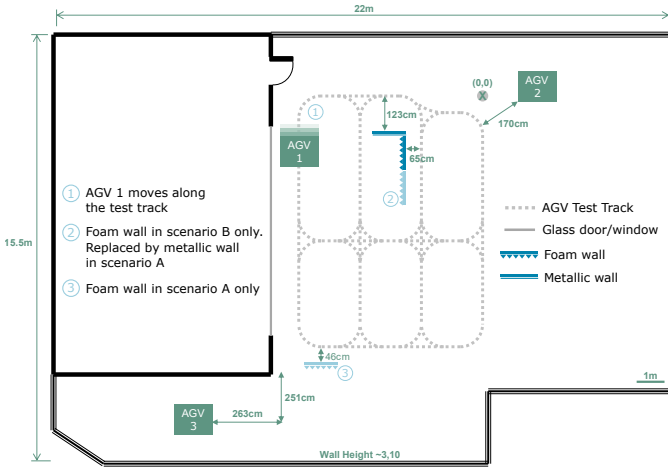 22m
(0,0)
AGV
2
1
123cm
170cm
AGV
1
65cm
2
1 AGV 1 moves along
the test track
2 Foam wall in scenario B only.
Replaced by metallic wall
in scenario A
3 Foam wall in scenario A only
15.5m
AGV Test Track
Glass door/window
Foam wall
Metallic wall
46cm
3
1m
251cm
263cm
AGV
3
Wall Height ~3,10